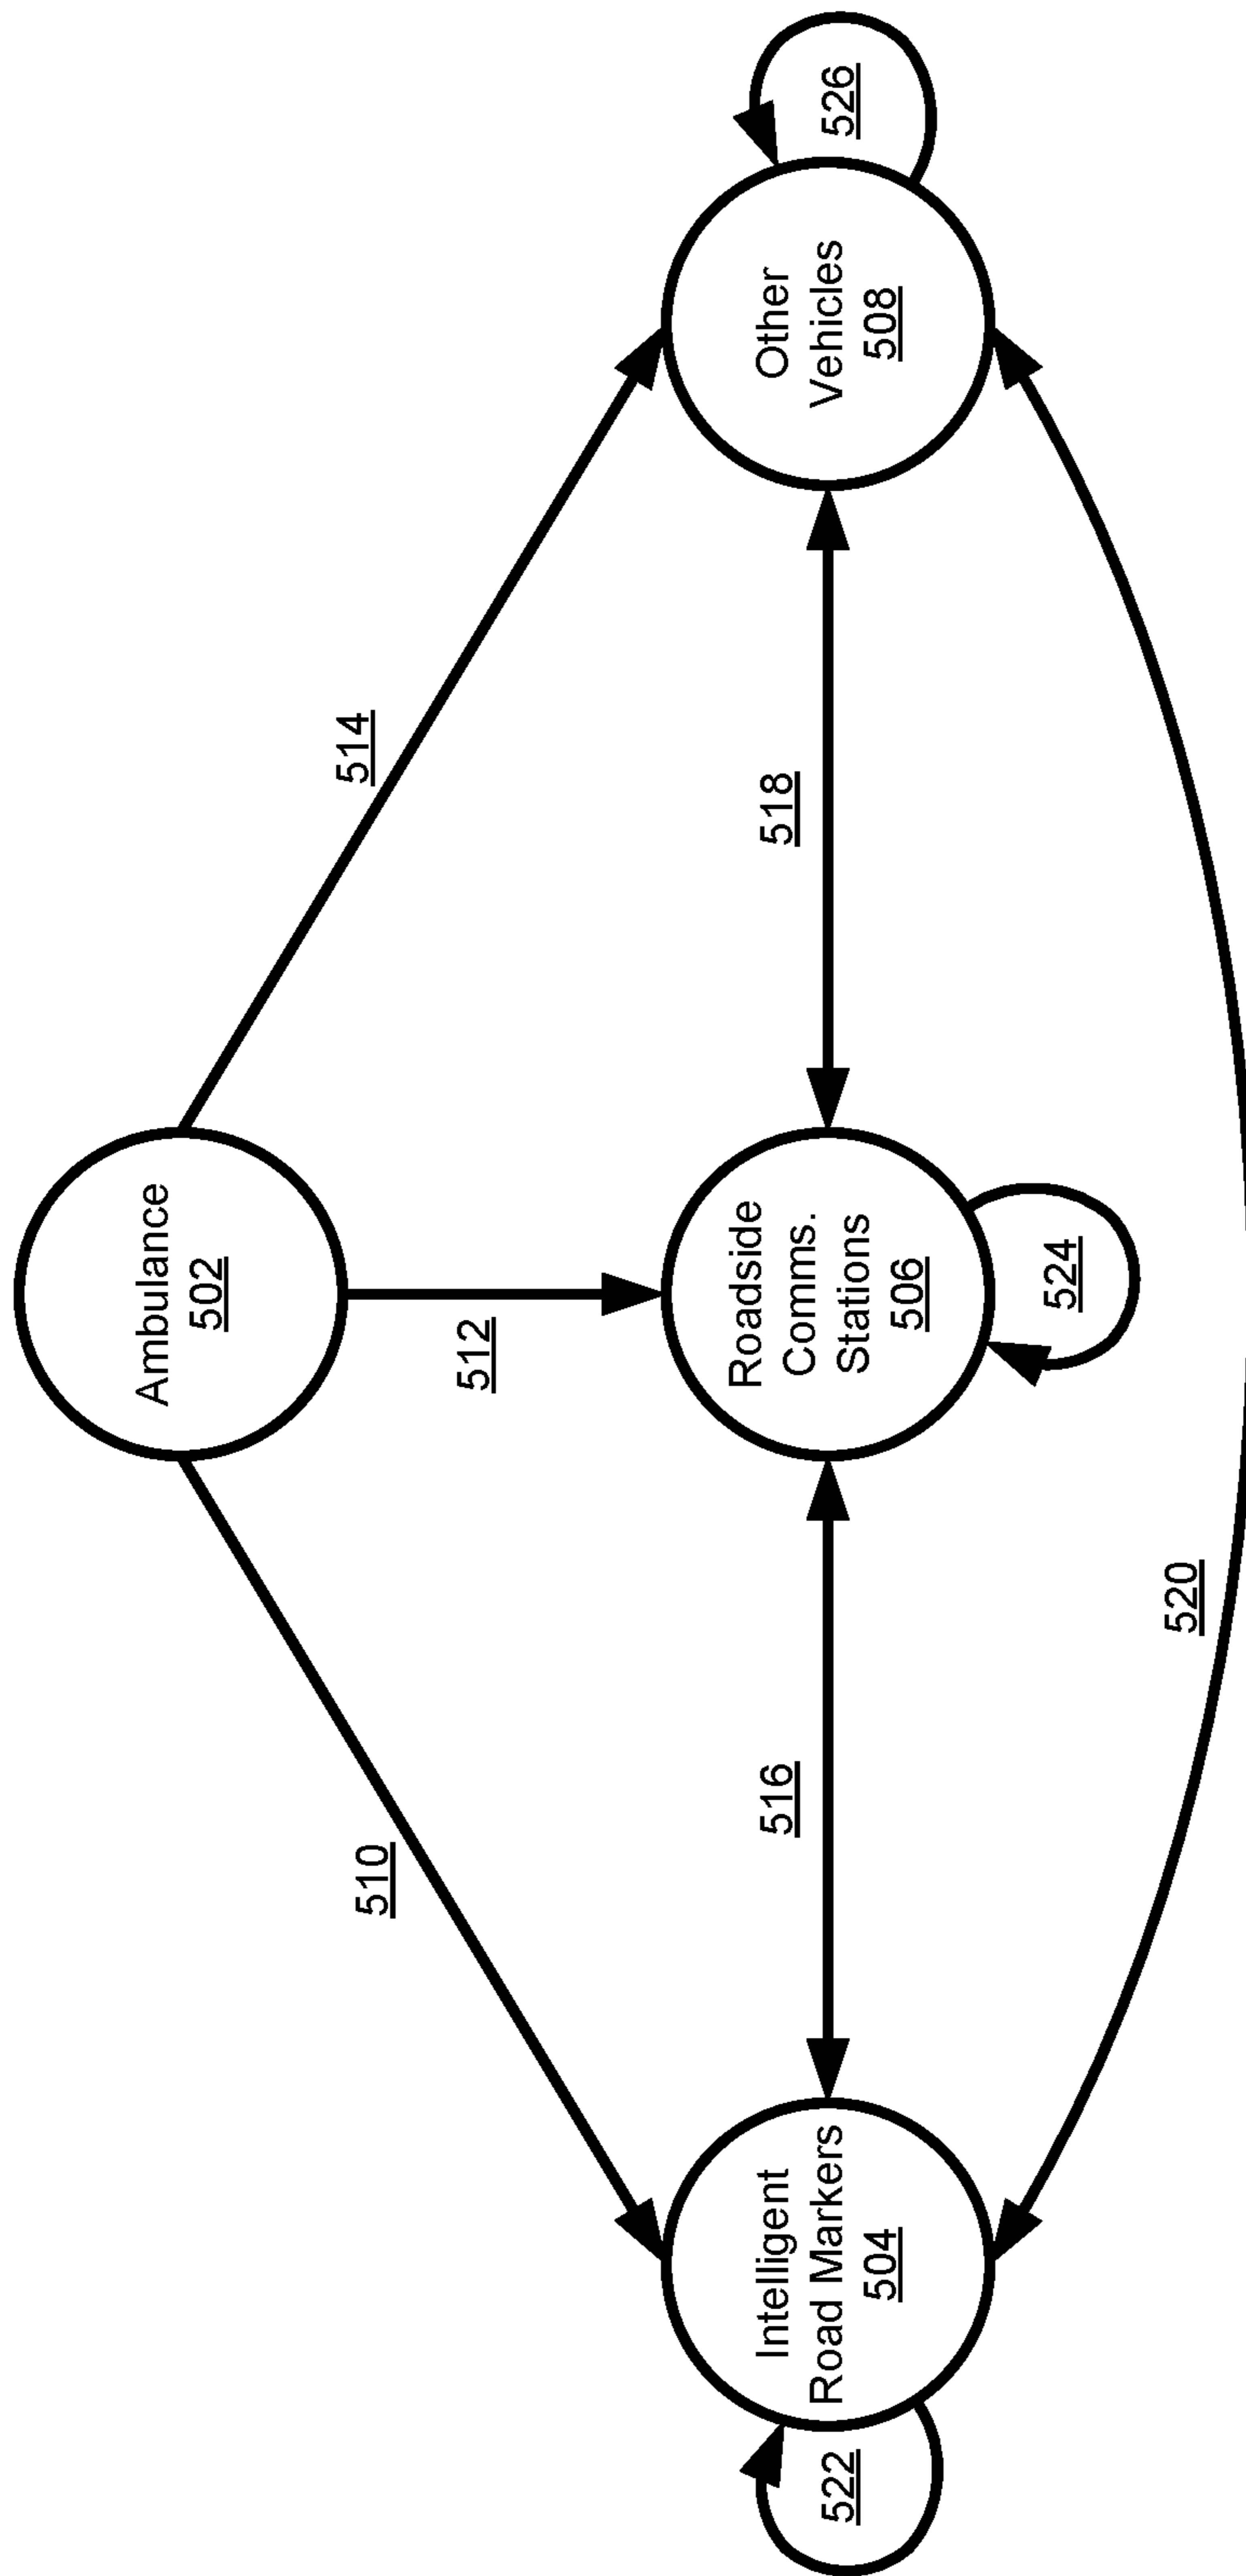 Ambulance
502
510
512
514
Intelligent
Road Markers
504
516
Roadside
Comms.
Stations
506
518
Other
Vehicles
508
522
524
526
520